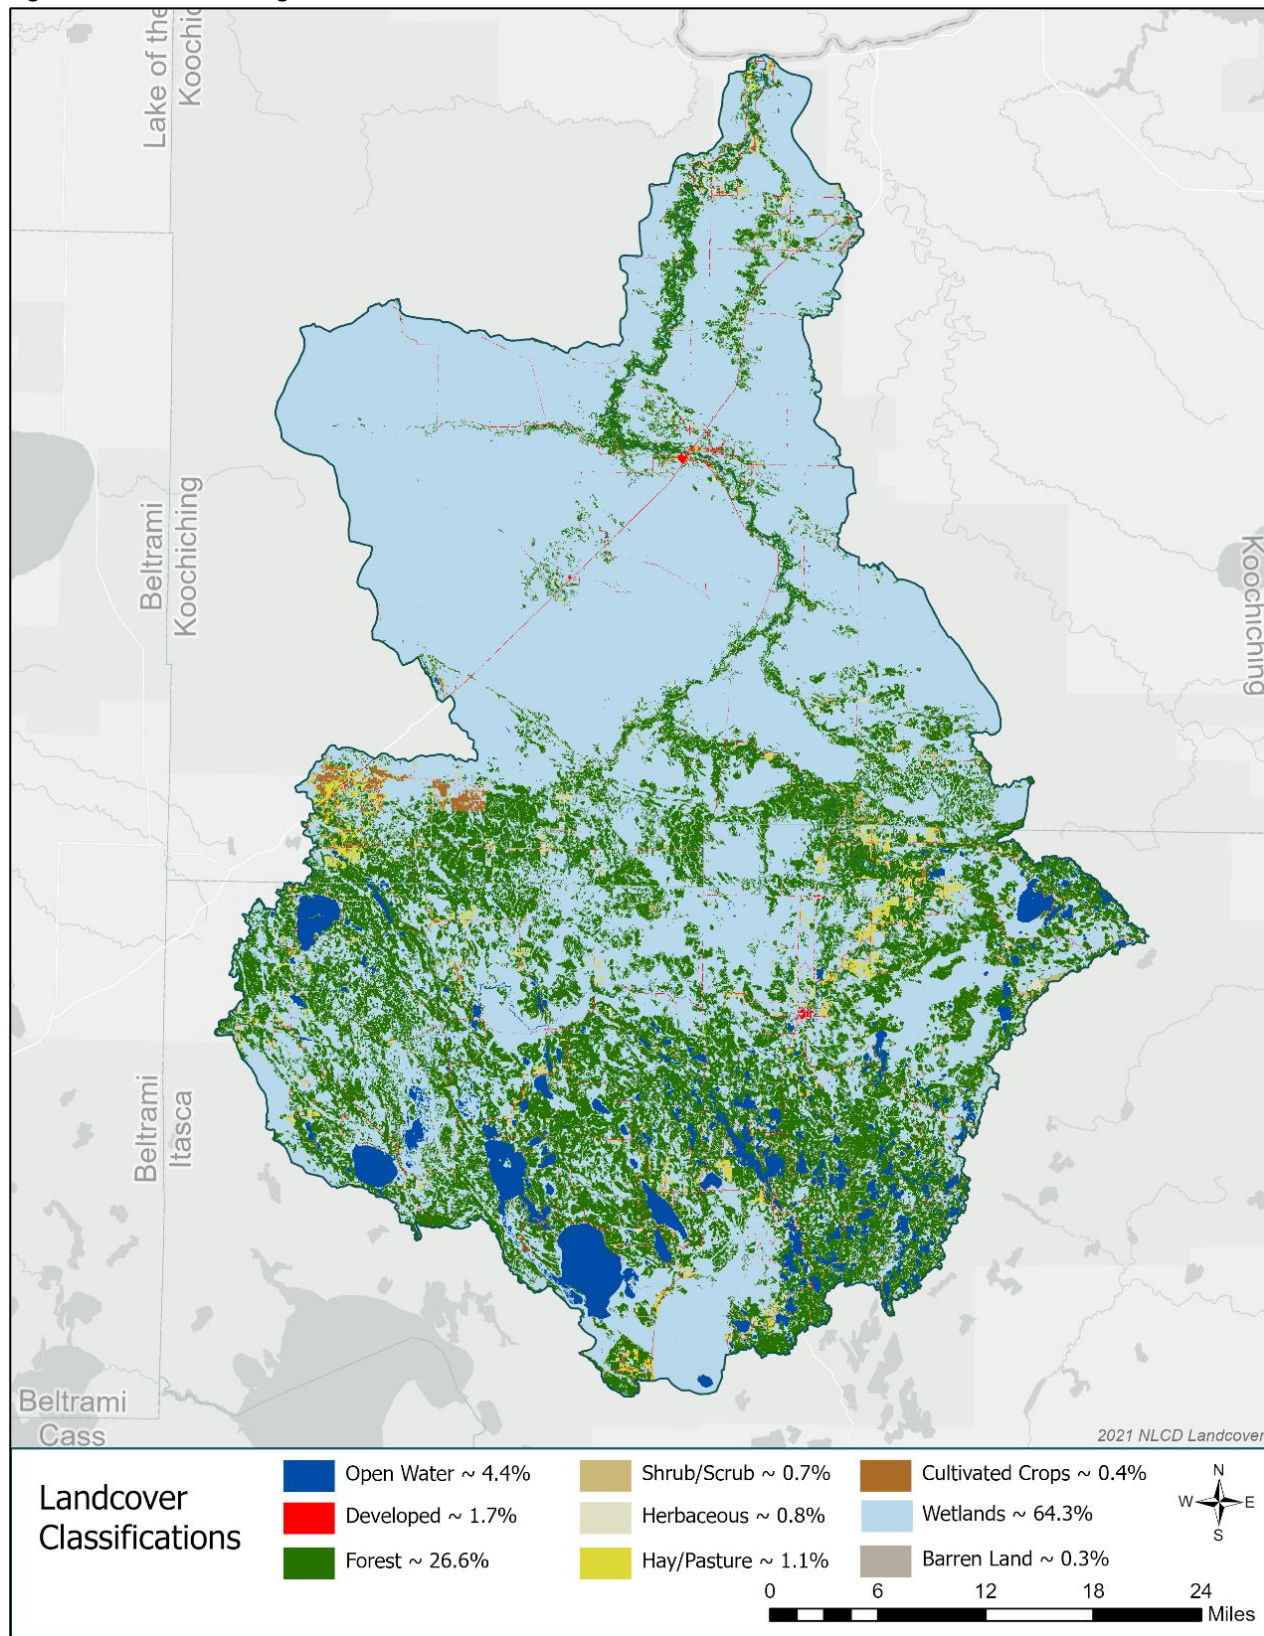 Lake of the
Koochic
Beltrami
Koochiching
Koochiching
Beltrami
Itasca
Beltrami
Cass
2021 NLCD Landcover
Landcover
Classifications
Open Water ~ 4.4%
Developed ~ 1.7%
Forest ~ 26.6%
Shrub/Scrub ~ 0.7%
Herbaceous ~ 0.8%
Hay/Pasture ~ 1.1%
Cultivated Crops ~ 0.4%
Wetlands ~ 64.3%
Barren Land ~ 0.3%
N
W E
S
0 6 12 18 24
Miles